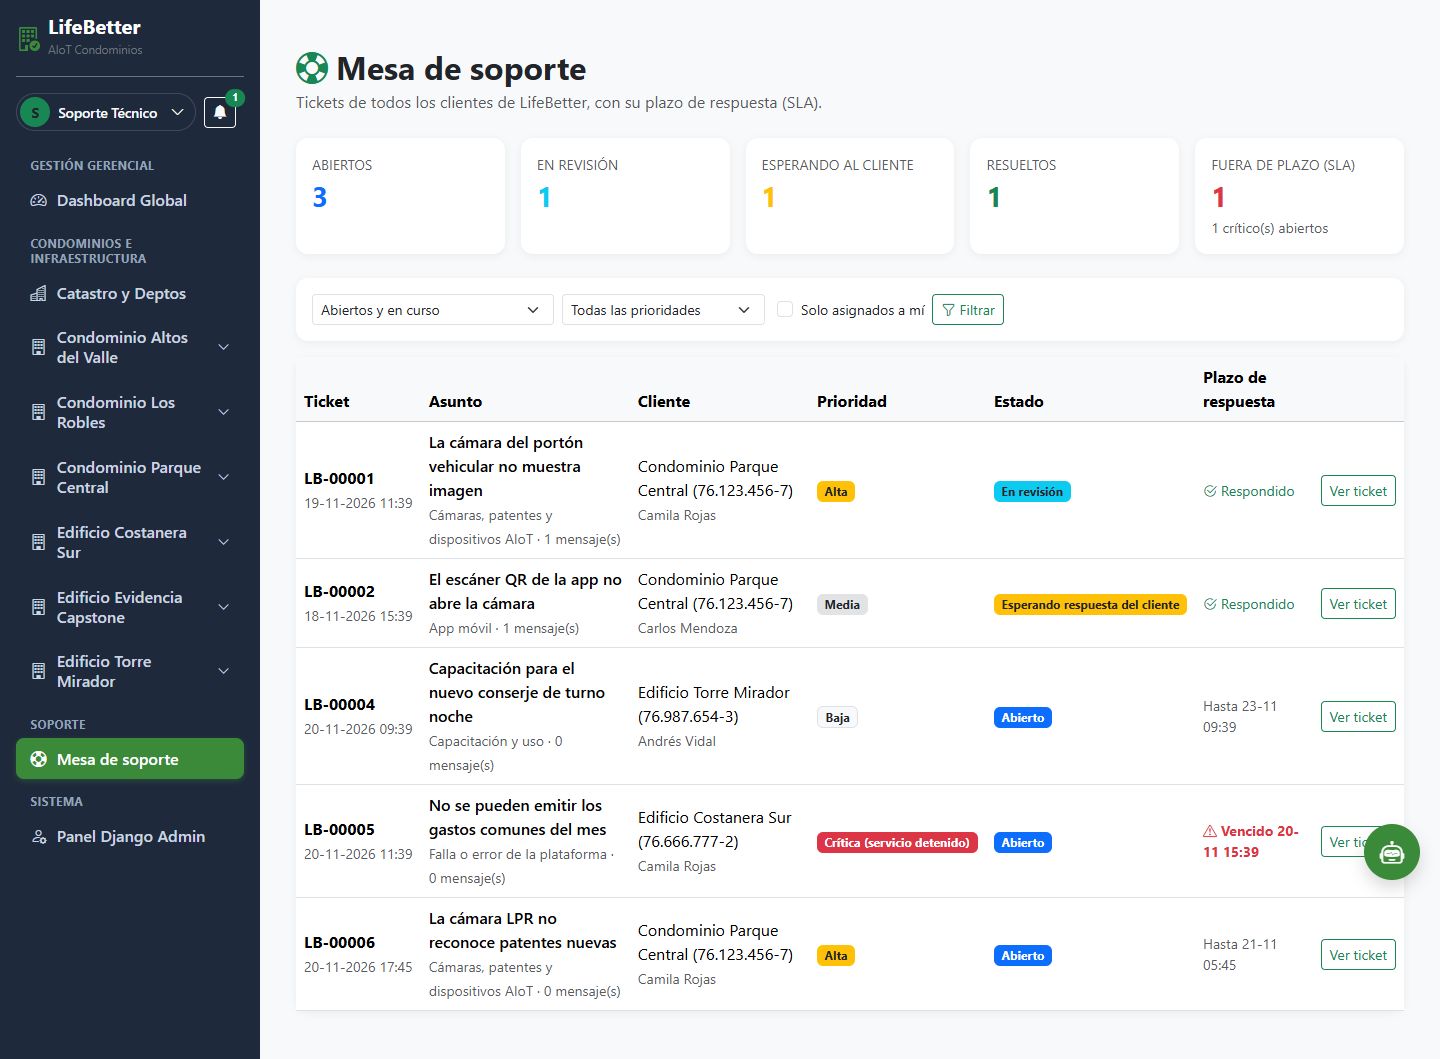 LifeBetter
AIoT Condominios
S
Soporte Técnico
1
GESTIÓN GERENCIAL
Dashboard Global
CONDOMINIOS E
INFRAESTRUCTURA
Catastro y Deptos
Condominio Altos
del Valle
Condominio Los
Robles
Condominio Parque
Central
Edificio Costanera
Sur
Edificio Evidencia
Capstone
Edificio Torre
Mirador
SOPORTE
Mesa de soporte
SISTEMA
Panel Django Admin
Mesa de soporte
Tickets de todos los clientes de LifeBetter, con su plazo de respuesta (SLA).
ABIERTOS
3
EN REVISIÓN
1
ESPERANDO AL CLIENTE
1
RESUELTOS
1
FUERA DE PLAZO (SLA)
1
1 crítico(s) abiertos
Abiertos y en curso
Todas las prioridades
Solo asignados a mí
Filtrar
Ticket
Asunto
Cliente
Prioridad
Estado
Plazo de
respuesta
LB-00001
19-11-2026 11:39
La cámara del portón
vehicular no muestra
imagen
Cámaras, patentes y
dispositivos AIoT · 1 mensaje(s)
Condominio Parque
Central (76.123.456-7)
Camila Rojas
Alta
En revisión
Respondido
Ver ticket
LB-00002
18-11-2026 15:39
El escáner QR de la app no
abre la cámara
App móvil · 1 mensaje(s)
Condominio Parque
Central (76.123.456-7)
Carlos Mendoza
Media
Esperando respuesta del cliente
Respondido
Ver ticket
LB-00004
20-11-2026 09:39
Capacitación para el
nuevo conserje de turno
noche
Capacitación y uso · 0
mensaje(s)
Edificio Torre Mirador
(76.987.654-3)
Andrés Vidal
Baja
Abierto
Hasta 23-11
09:39
Ver ticket
LB-00005
20-11-2026 11:39
No se pueden emitir los
gastos comunes del mes
Falla o error de la plataforma ·
0 mensaje(s)
Edificio Costanera Sur
(76.666.777-2)
Camila Rojas
Crítica (servicio detenido)
Abierto
Vencido 20-
11 15:39
Ver
LB-00006
20-11-2026 17:45
La cámara LPR no
reconoce patentes nuevas
Cámaras, patentes y
dispositivos AIoT · 0 mensaje(s)
Condominio Parque
Central (76.123.456-7)
Camila Rojas
Alta
Abierto
Hasta 21-11
05:45
Ver ticket